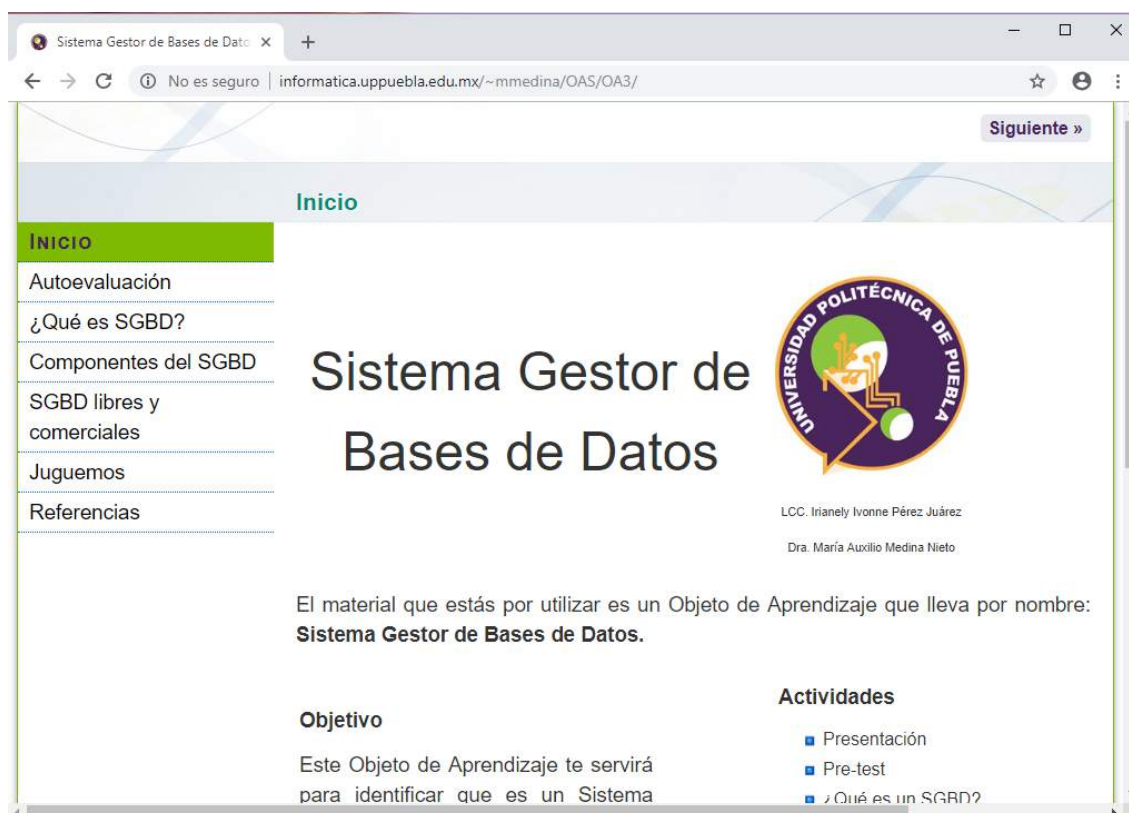 Sistema Gestor de Bases de Dato
No es seguro | informatica.uppuebla.edu.mx/~mmedina/OAS/OA3/
Siguiente »
Inicio
INICIO
Autoevaluación
¿Qué es SGBD?
Componentes del SGBD
SGBD libres y
comerciales
Juguemos
Referencias
Sistema Gestor de
Bases de Datos
UNIVERSIDAD POLITÉCNICA DE PUEBLA
LCC. Irianely Ivonne Pérez Juárez
Dra. María Auxilio Medina Nieto
El material que estás por utilizar es un Objeto de Aprendizaje que lleva por nombre:
Sistema Gestor de Bases de Datos.
Objetivo
Este Objeto de Aprendizaje te servirá
para identificar que es un Sistema
Actividades
Presentación
Pre-test
¿Qué es un SGBD?